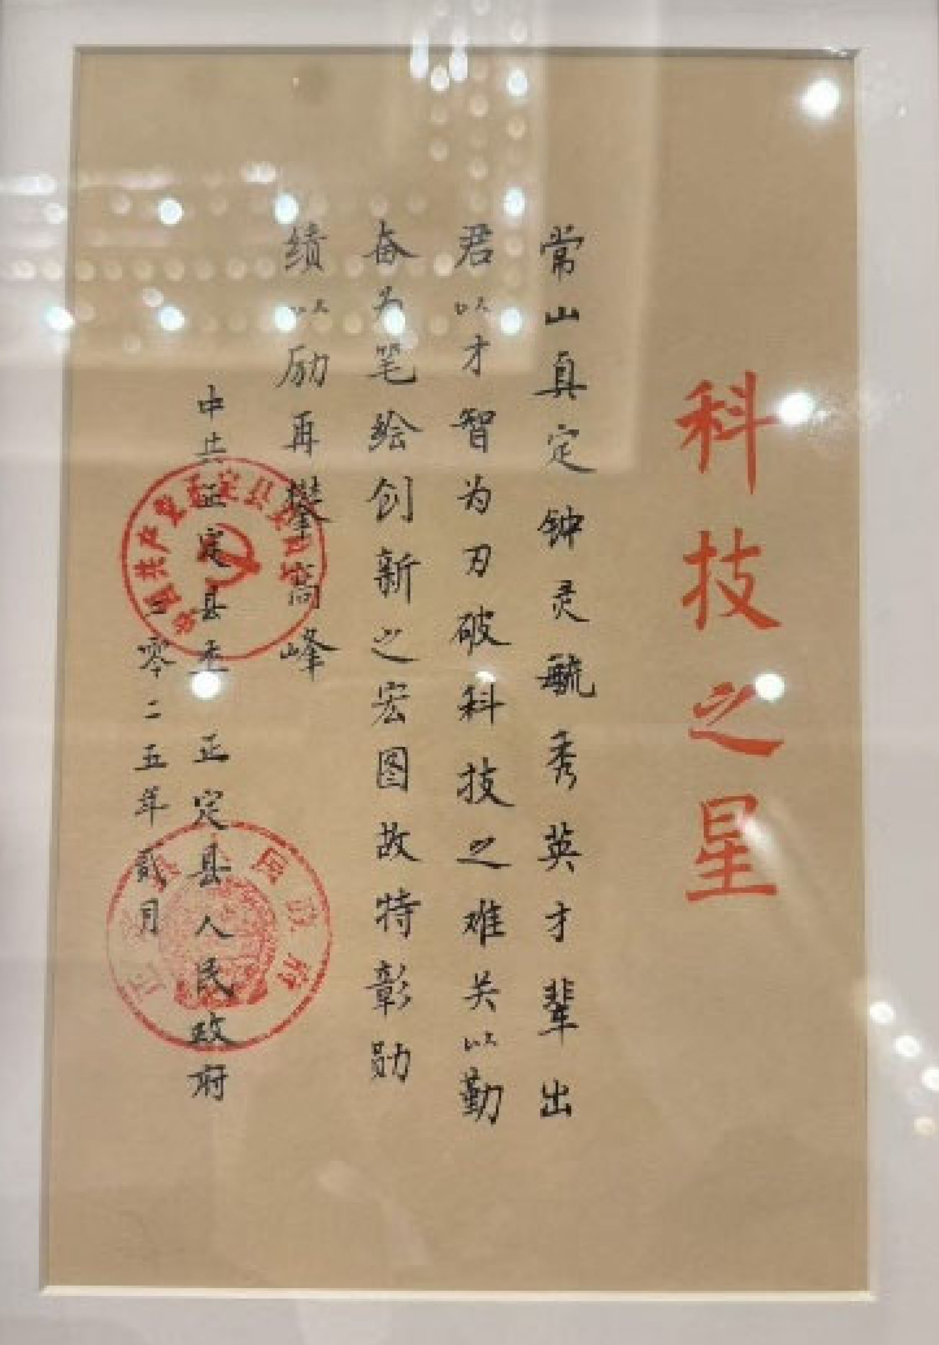 科技之星
常山真定钟灵毓秀英才辈出
君以才智为刃破科技之难关以勤
奋为笔绘创新之宏图故特彰勋
绩以励再攀高峰
中共正定县委 正定县人民政府
二零二五年贰月